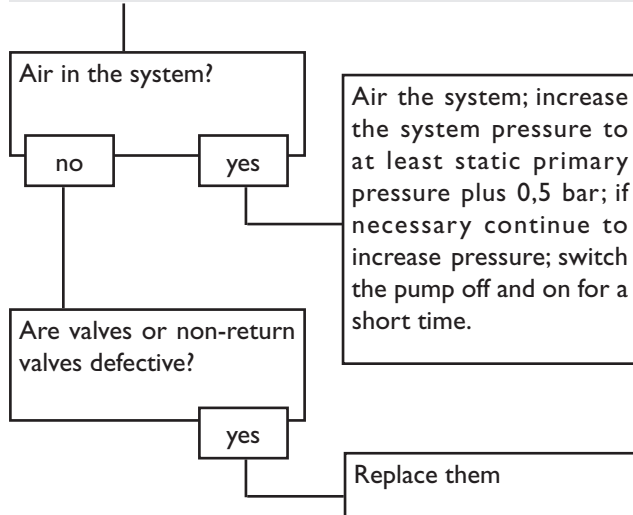 Air in the system?
no
yes
Air the system; increase
the system pressure to
at least static primary
pressure plus 0,5 bar; if
necessary continue to
increase pressure; switch
the pump off and on for a
short time.
Are valves or non-return
valves defective?
yes
Replace them